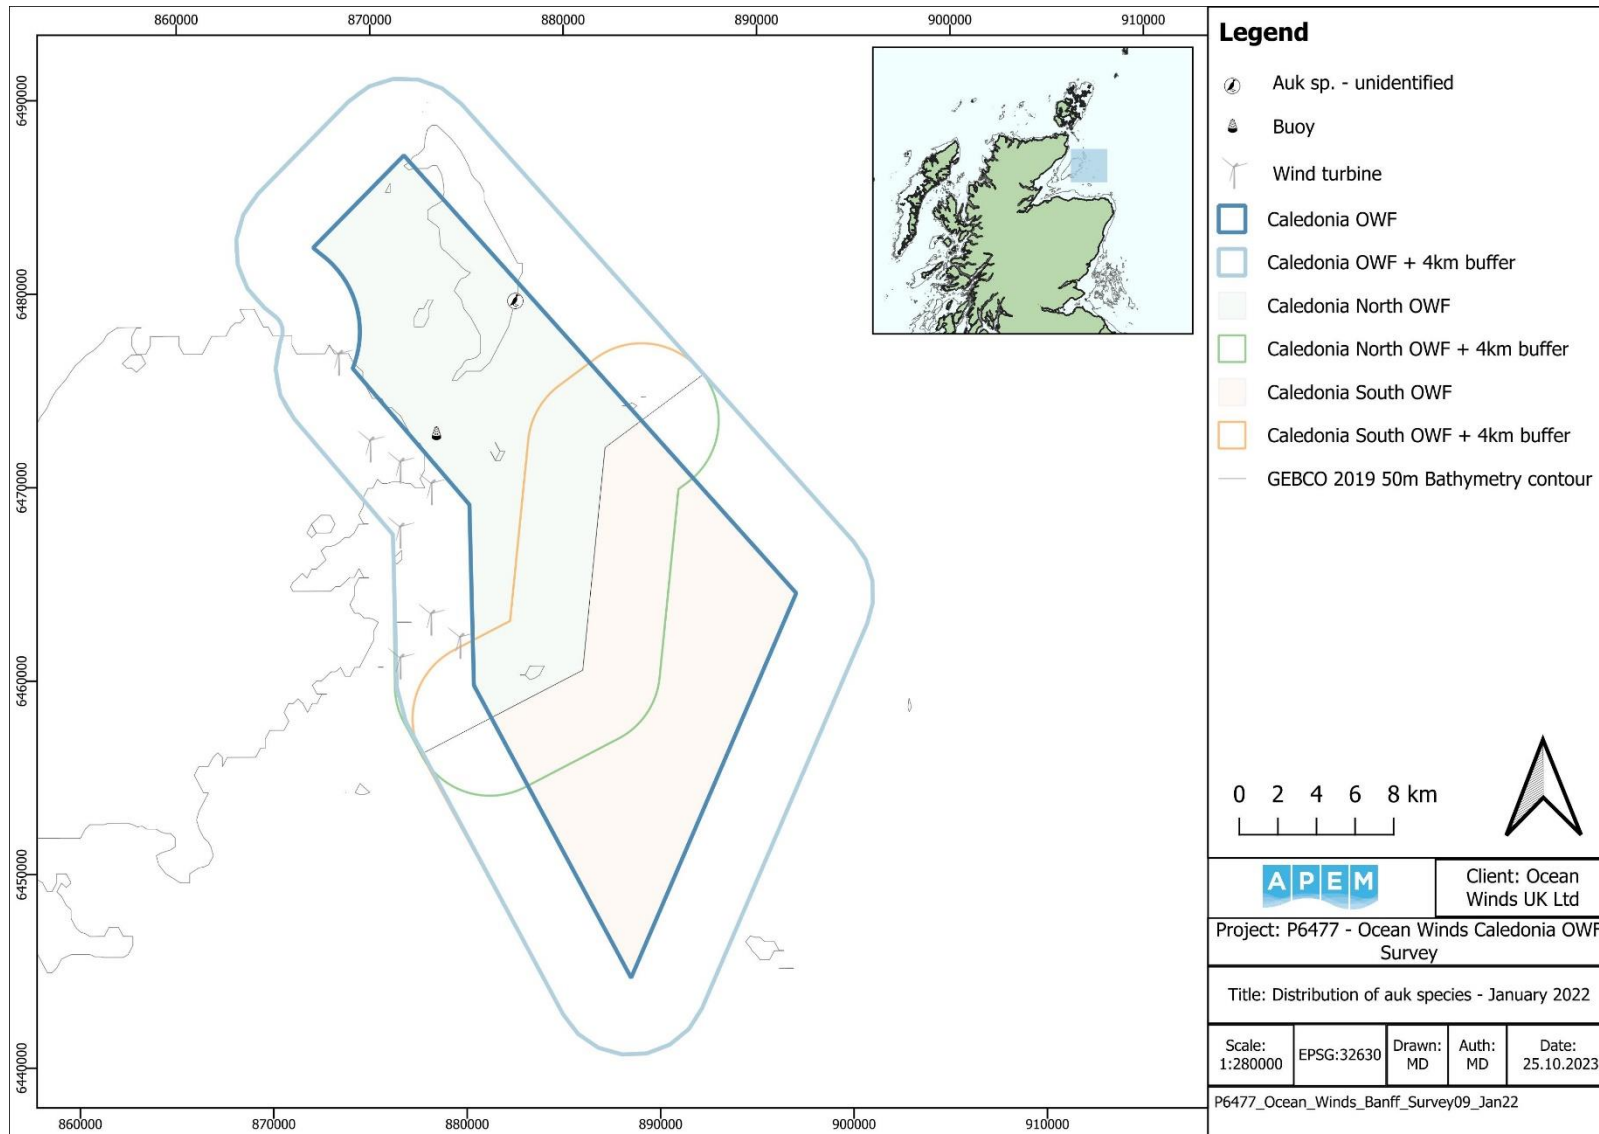 860000 870000 880000 890000 900000 910000
6490000
6480000
6470000
6460000
6450000
6440000
860000 870000 880000 890000 900000 910000
Legend
Auk sp. - unidentified
Buoy
Wind turbine
Caledonia OWF
Caledonia OWF + 4km buffer
Caledonia North OWF
Caledonia North OWF + 4km buffer
Caledonia South OWF
Caledonia South OWF + 4km buffer
GEBCO 2019 50m Bathymetry contour
0 2 4 6 8 km
APEM
Client: Ocean
Winds UK Ltd
Project: P6477 - Ocean Winds Caledonia OWF
Survey
Title: Distribution of auk species - January 2022
Scale:
1:280000
EPSG:32630
Drawn:
MD
Auth:
MD
Date:
25.10.2023
P6477_Ocean_Winds_Banff_Survey09_Jan22